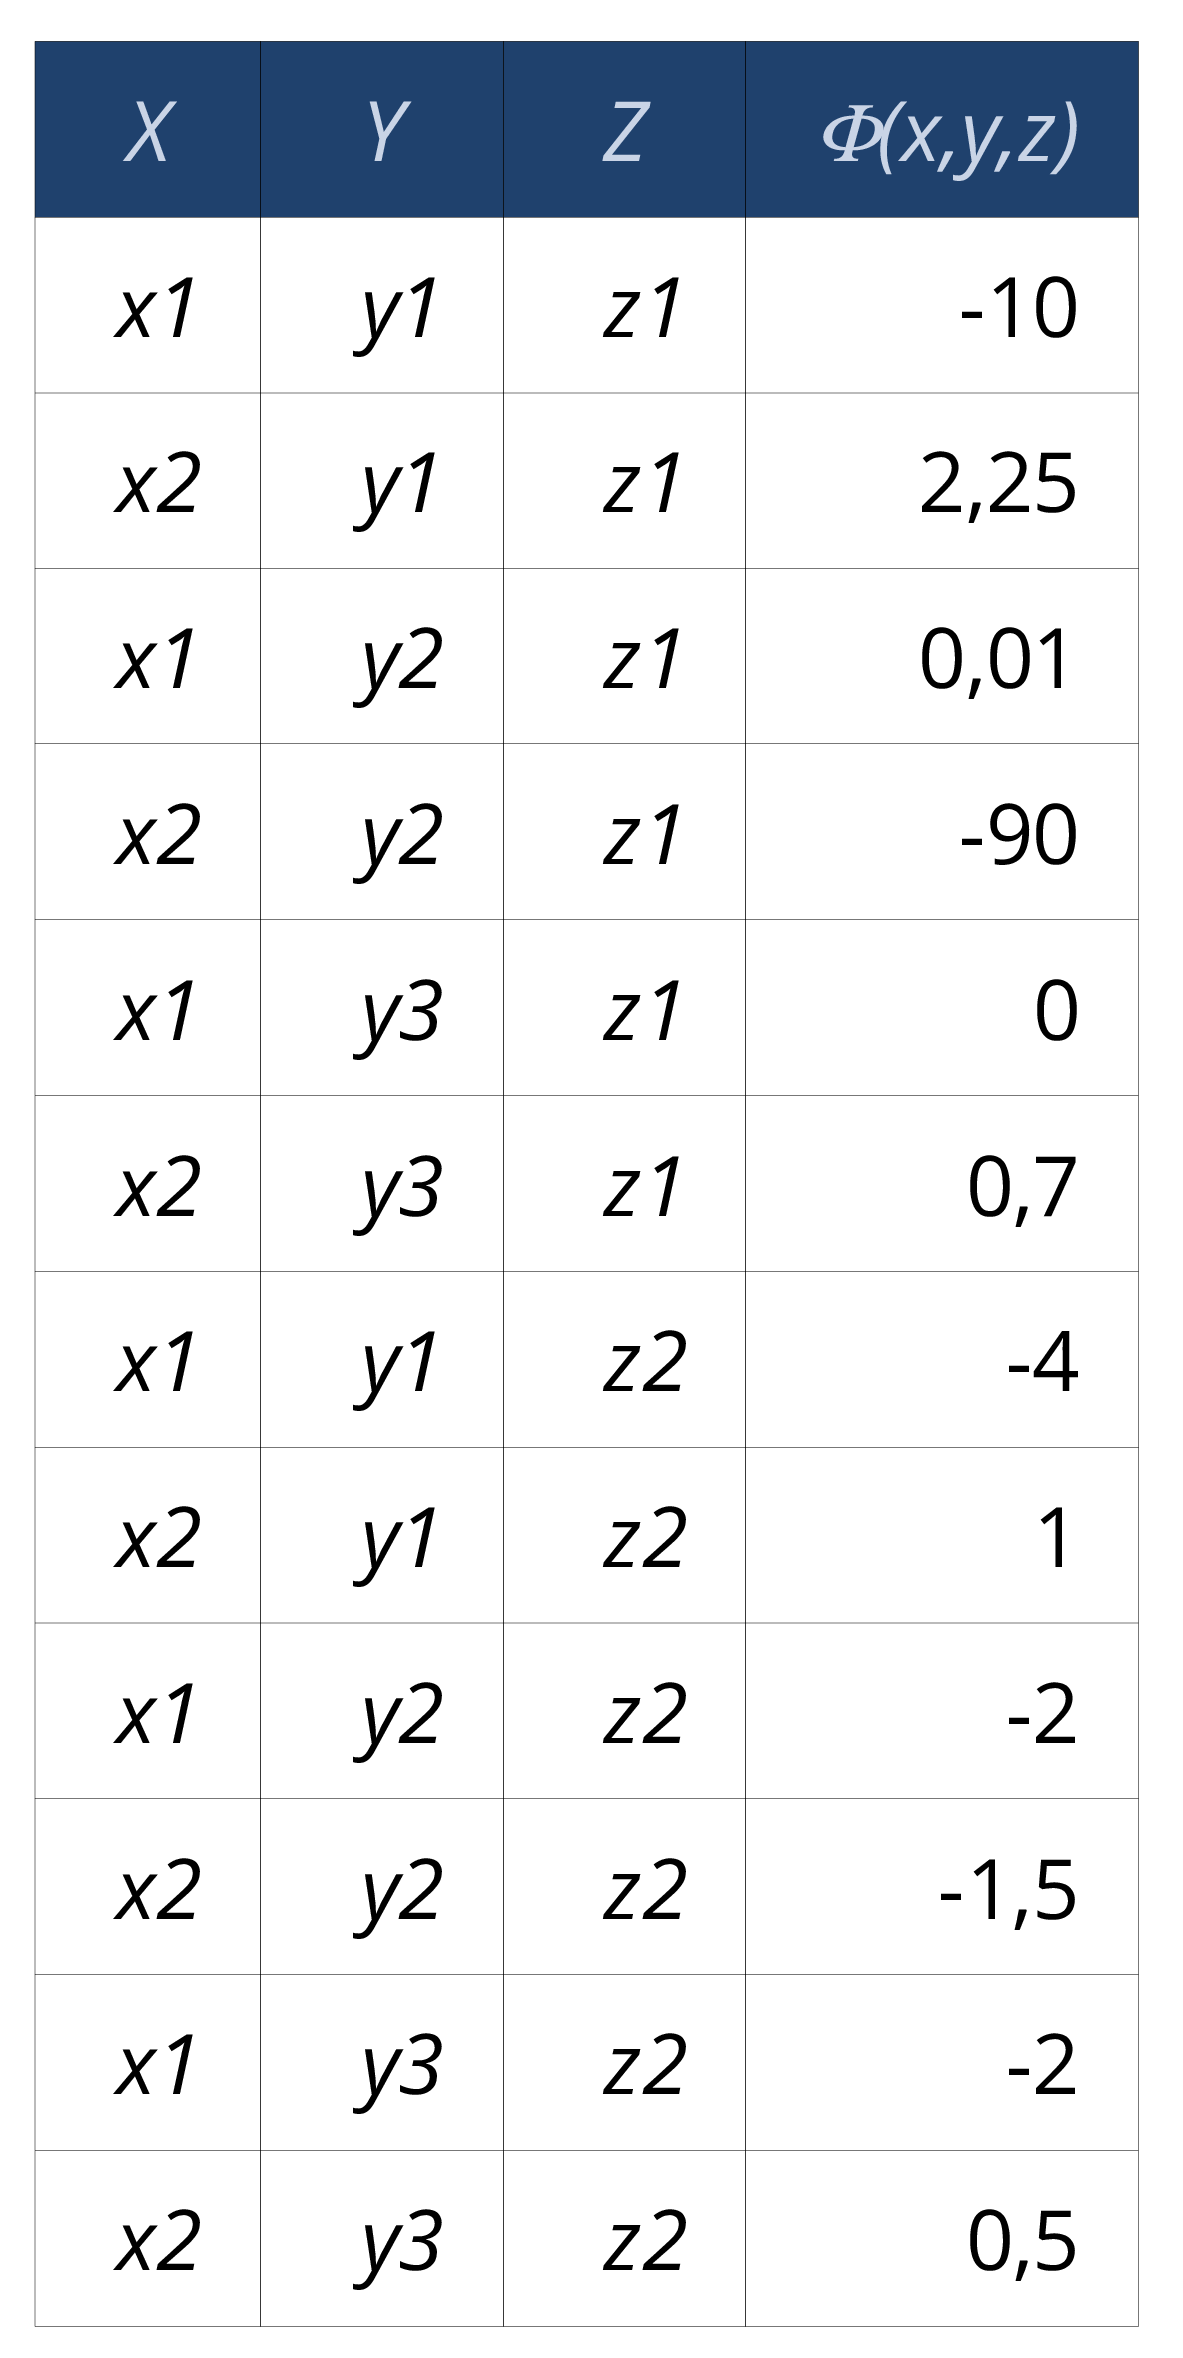 X Y Z Φ(x,y,z)
x1 y1 z1 -10
x2 y1 z1 2,25
x1 y2 z1 0,01
x2 y2 z1 -90
x1 y3 z1 0
x2 y3 z1 0,7
x1 y1 z2 -4
x2 y1 z2 1
x1 y2 z2 -2
x2 y2 z2 -1,5
x1 y3 z2 -2
x2 y3 z2 0,5